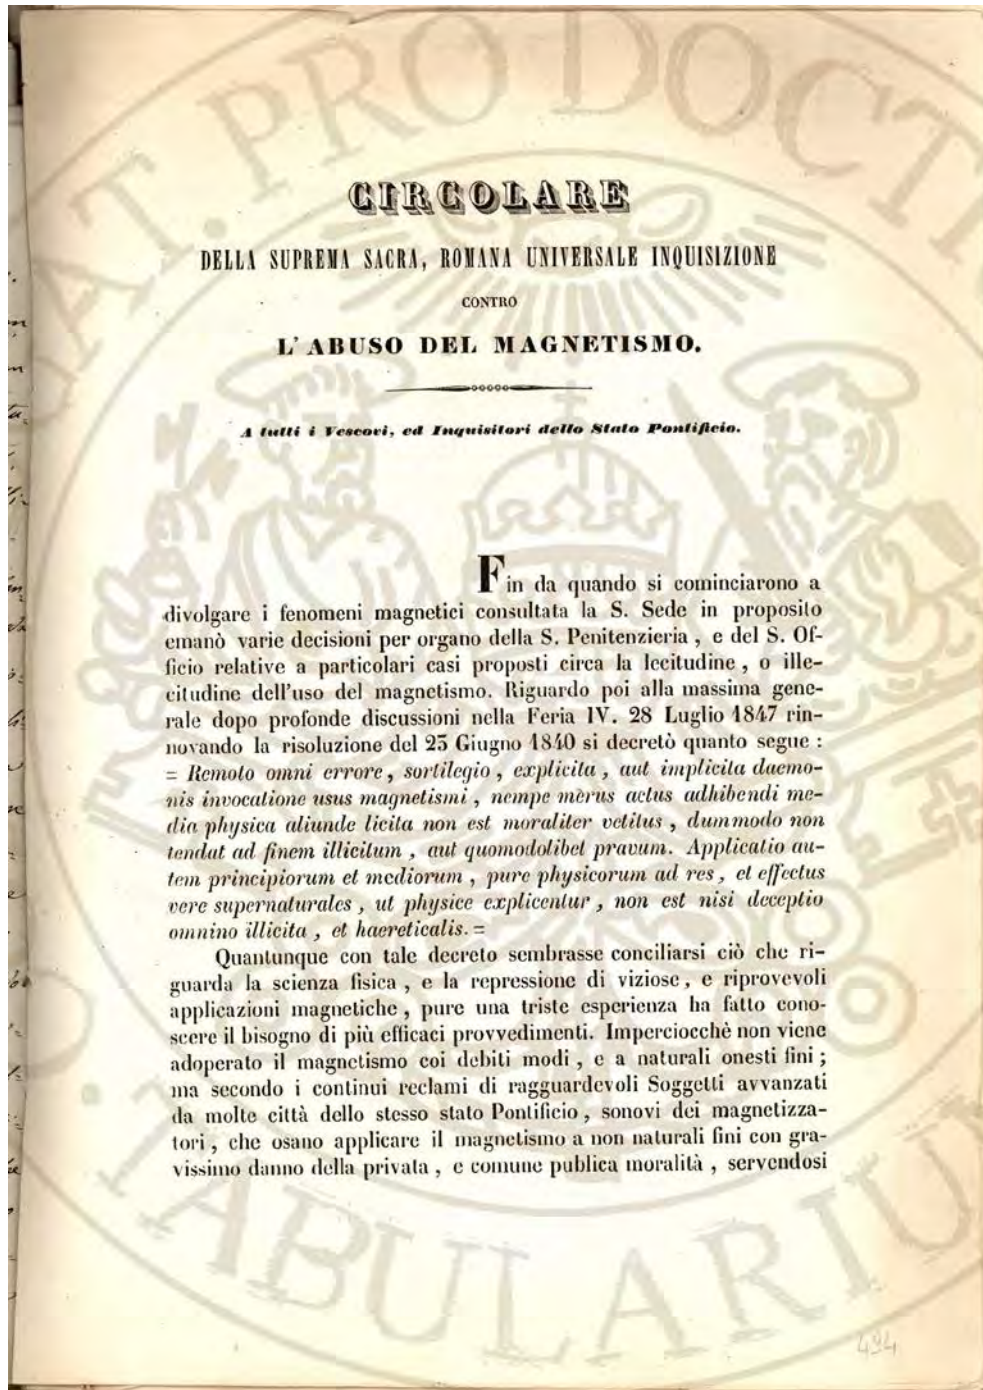 CIRCOLARE
DELLA SUPREMA SACRA, ROMANA UNIVERSALE INQUISIZIONE
CONTRO
L'ABUSO DEL MAGNETISMO.
A tutti i Vescovi, ed Inquisitori dello Stato Pontificio.
Fin da quando si cominciarono a
divolgare i fenomeni magnetici consultata la S. Sede in proposito
emanò varie decisioni per organo della S. Penitenzieria , e del S. Of-
ficio relative a particolari casi proposti circa la lecitudine , o ille-
citudine dell'uso del magnetismo. Riguardo poi alla massima gene-
rale dopo profonde discussioni nella Feria IV. 28 Luglio 1847 rin-
novando la risoluzione del 23 Giugno 1840 si decretò quanto segue :
= Remoto omni errore, sortilegio , explicita , aut implicita daemo-
nis invocatione usus magnetismi , nempe merus actus adhibendi me-
dia physica aliunde licita non est moraliter vetitus , dummodo non
tendat ad finem illicitum , aut quomodolibet pravum. Applicatio au-
tem principiorum et mediorum , pure physicorum ad res, et effectus
vere supernaturales, ut physice explicentur , non est nisi deceptio
omnino illicita , et haereticalis. =
Quantunque con tale decreto sembrasse conciliarsi ciò che ri-
guarda la scienza fisica , e la repressione di viziose, e riprovevoli
applicazioni magnetiche , pure una triste esperienza ha fatto cono-
scere il bisogno di più efficaci provvedimenti. Imperciocchè non viene
adoperato il magnetismo coi debiti modi , e a naturali onesti fini ;
ma secondo i continui reclami di ragguardevoli Soggetti avvanzati
da molte città dello stesso stato Pontificio , sonovi dei magnetizza-
tori , che osano applicare il magnetismo a non naturali fini con gra-
vissimo danno della privata , e comune publica moralità , servendosi
494
GAT. PRO DOCT
O. TABULARIU